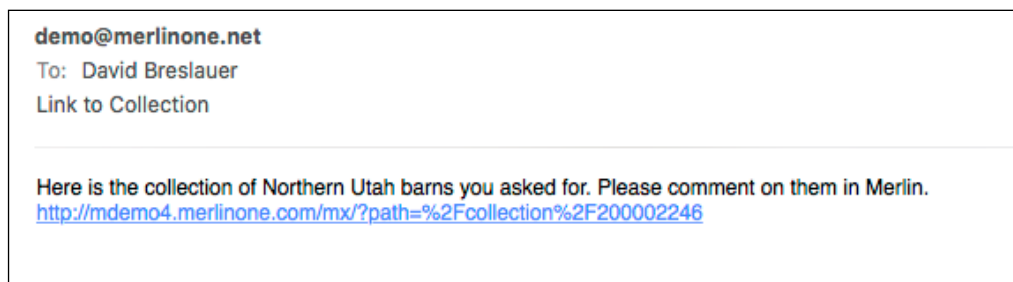 demo@merlinone.net
To: David Breslauer
Link to Collection
Here is the collection of Northern Utah barns you asked for. Please comment on them in Merlin.
http://mdemo4.merlinone.com/mx/?path=%2Fcollection%2F200002246